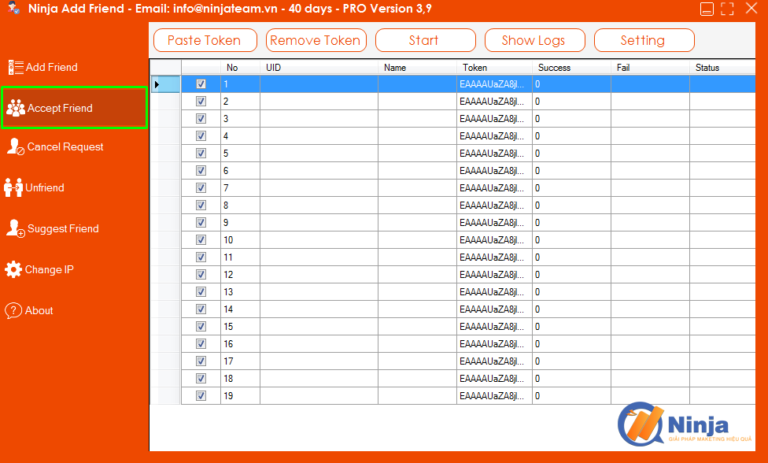 Ninja Add Friend - Email: info@ninjateam.vn - 40 days - PRO Version 3,9
Paste Token Remove Token Start Show Logs Setting
Add Friend
Accept Friend
Cancel Request
Unfriend
Suggest Friend
Change IP
? About
No UID Name Token Success Fail Status
1 EAAAAUaZA8jl... 0
2 EAAAAUaZA8jl... 0
3 EAAAAUaZA8jl... 0
4 EAAAAUaZA8jl... 0
5 EAAAAUaZA8jl... 0
6 EAAAAUaZA8jl... 0
7 EAAAAUaZA8jl... 0
8 EAAAAUaZA8jl... 0
9 EAAAAUaZA8jl... 0
10 EAAAAUaZA8jl... 0
11 EAAAAUaZA8jl... 0
12 EAAAAUaZA8jl... 0
13 EAAAAUaZA8jl... 0
14 EAAAAUaZA8jl... 0
15 EAAAAUaZA8jl... 0
16 EAAAAUaZA8jl... 0
17 EAAAAUaZA8jl... 0
18 EAAAAUaZA8jl... 0
19 EAAAAUaZA8jl... 0
Ninja
GIẢI PHÁP MARKETING HIỆU QUẢ